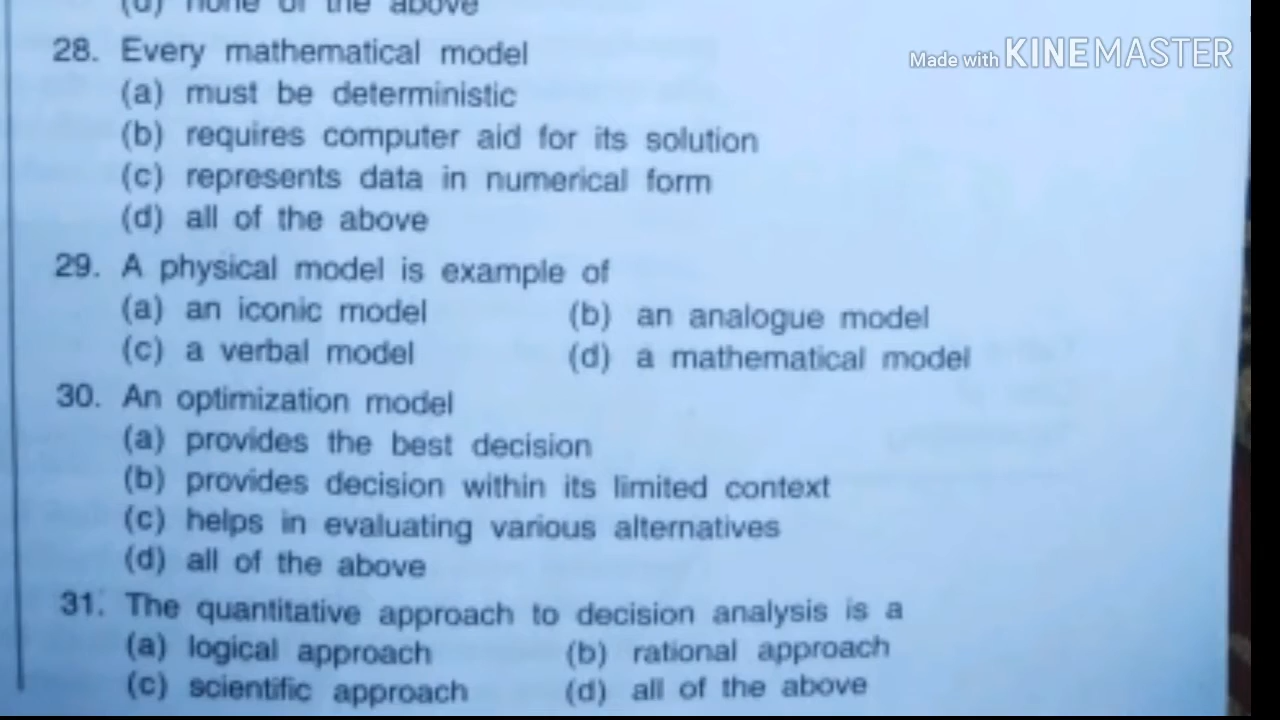 (d) none of the above
Made with KINEMASTER
28. Every mathematical model
(a) must be deterministic
(b) requires computer aid for its solution
(c) represents data in numerical form
(d) all of the above
29. A physical model is example of
(a) an iconic model (b) an analogue model
(c) a verbal model (d) a mathematical model
30. An optimization model
(a) provides the best decision
(b) provides decision within its limited context
(c) helps in evaluating various alternatives
(d) all of the above
31. The quantitative approach to decision analysis is a
(a) logical approach (b) rational approach
(c) scientific approach (d) all of the above